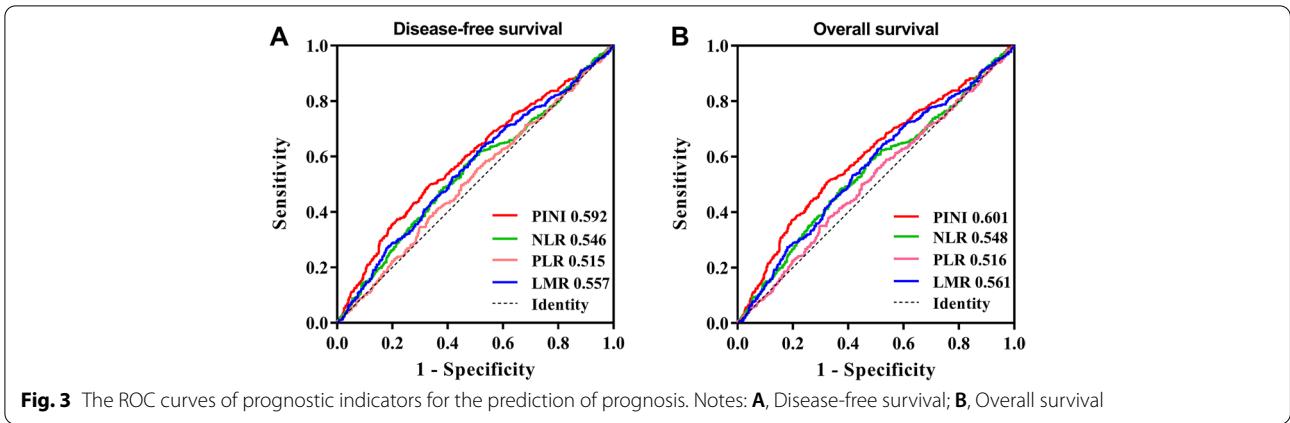 A
Disease-free survival
1.0
0.8
0.6
0.4
0.2
0.0
Sensitivity
PINI 0.592
NLR 0.546
PLR 0.515
LMR 0.557
Identity
0.0 0.2 0.4 0.6 0.8 1.0
1 - Specificity
B
Overall survival
1.0
0.8
0.6
0.4
0.2
0.0
Sensitivity
PINI 0.601
NLR 0.548
PLR 0.516
LMR 0.561
Identity
0.0 0.2 0.4 0.6 0.8 1.0
1 - Specificity
Fig. 3 The ROC curves of prognostic indicators for the prediction of prognosis. Notes: A, Disease-free survival; B, Overall survival